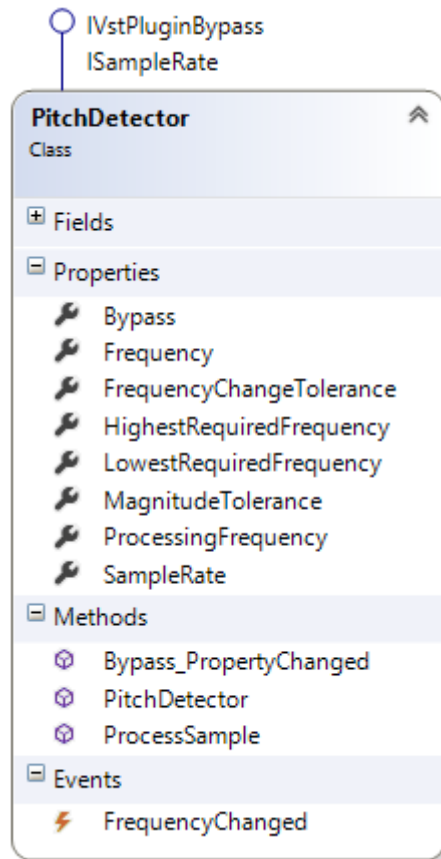 IVstPluginBypass
ISampleRate
PitchDetector
Class
Fields
Properties
Bypass
Frequency
FrequencyChangeTolerance
HighestRequiredFrequency
LowestRequiredFrequency
MagnitudeTolerance
ProcessingFrequency
SampleRate
Methods
Bypass_PropertyChanged
PitchDetector
ProcessSample
Events
FrequencyChanged